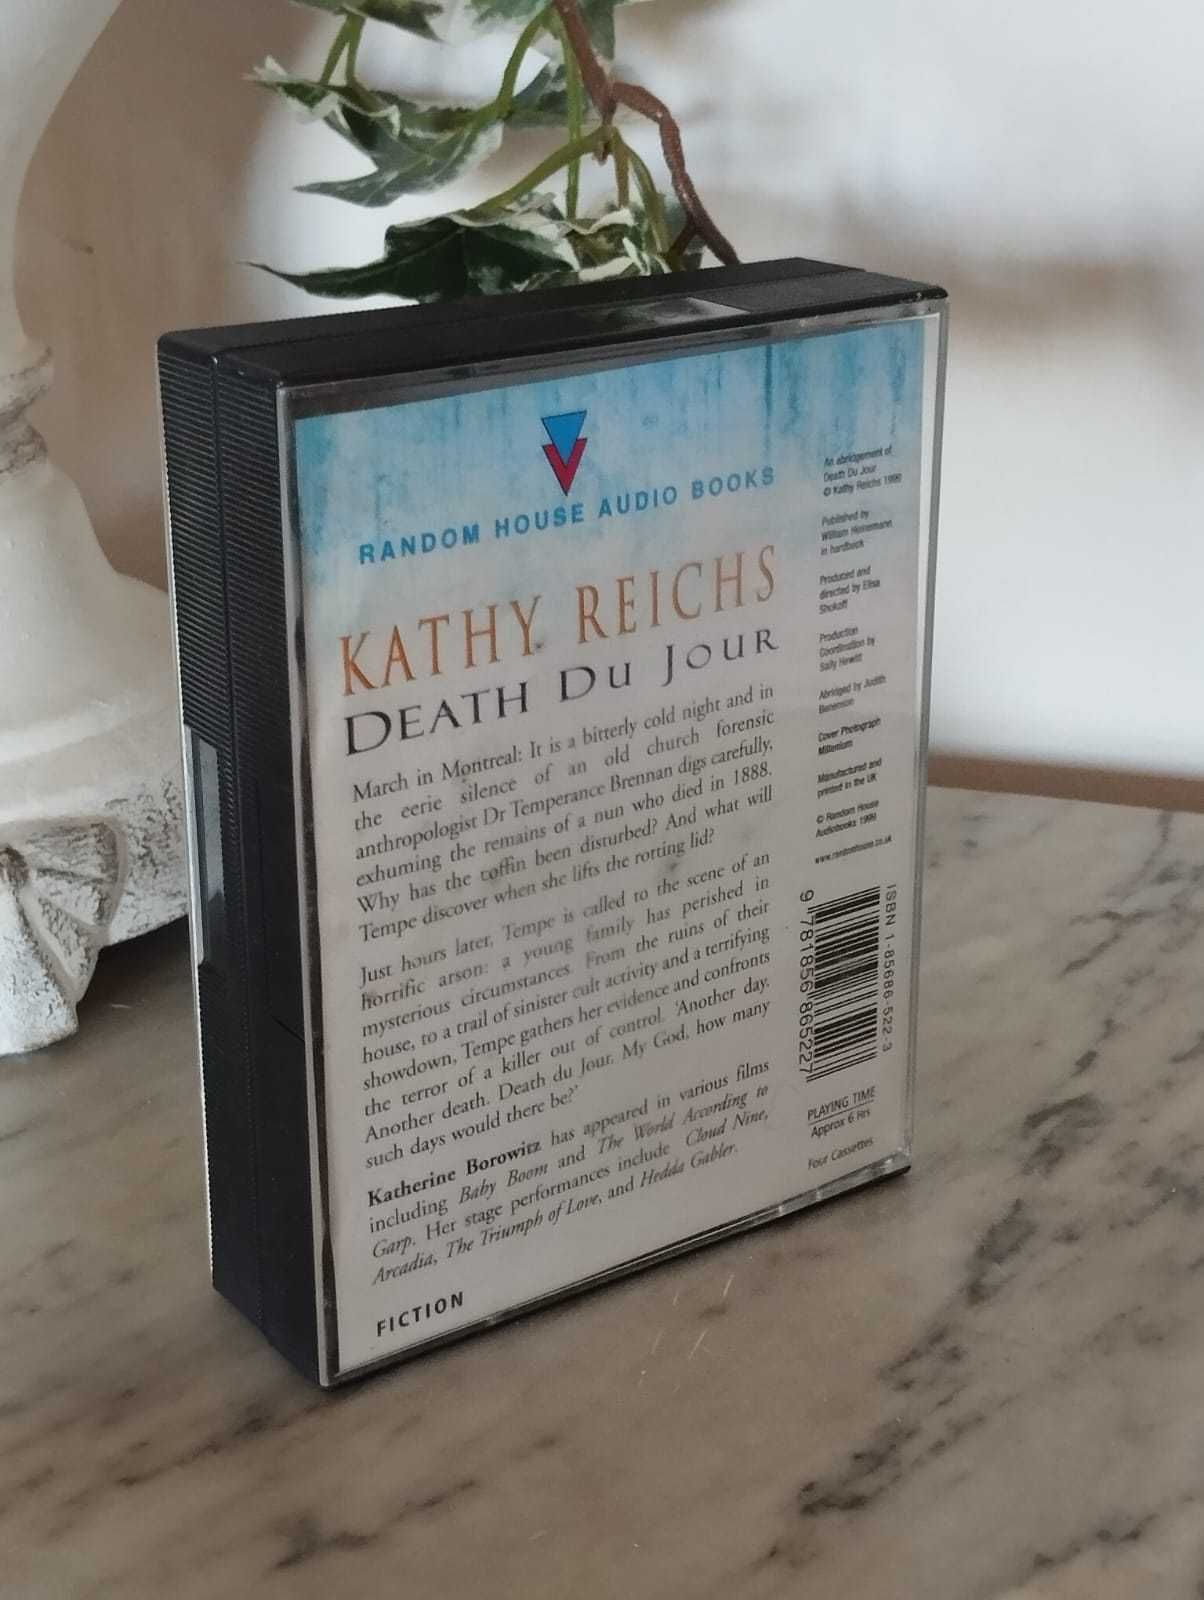 RANDOM HOUSE AUDIO BOOKS
KATHY REICHS
DEATH DU JOUR
March in Montreal: It is a bitterly cold night and in
the eerie silence of an old church forensic
anthropologist Dr Temperance Brennan digs carefully,
exhuming the remains of a nun who died in 1888.
Why has the coffin been disturbed? And what will
Tempe discover when she lifts the rotting lid?
Just hours later, Tempe is called to the scene of an
horrific arson: a young family has perished in
mysterious circumstances. From the ruins of their
house, to a trail of sinister cult activity and a terrifying
showdown, Tempe gathers her evidence and confronts
the terror of a killer out of control. 'Another day.
Another death. Death du Jour. My God, how many
such days would there be?'
Katherine Borowitz has appeared in various films
including Baby Boom and The World According to
Garp. Her stage performances include Cloud Nine,
Arcadia, The Triumph of Love, and Hedda Gabler.
FICTION
An abridgement of
Death Du Jour
© Kathy Reichs 1999
Published by
William Heinemann
in hardback
Produced and
directed by Elisa
Shokoff
Production
Coordination by
Sally Hewitt
Abridged by Judith
Benenson
Cover Photograph
Millenium
Manufactured and
printed in the UK
© Random House
Audiobooks 1999
www.randomhouse.co.uk
ISBN 1-85686-522-3
9 781856 865227
PLAYING TIME
Approx 6 Hrs
Four Cassettes